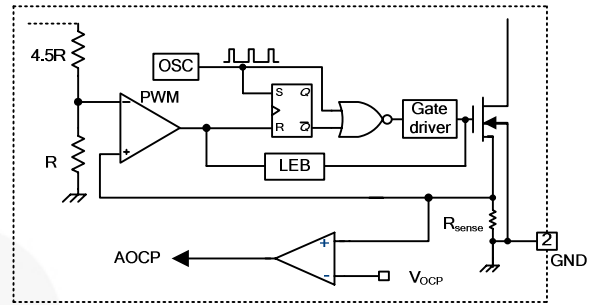 4.5R
OSC
PWM
S Q
R Q̅
Gate
driver
R
LEB
Rsense
2
GND
AOCP
+
-
VOCP